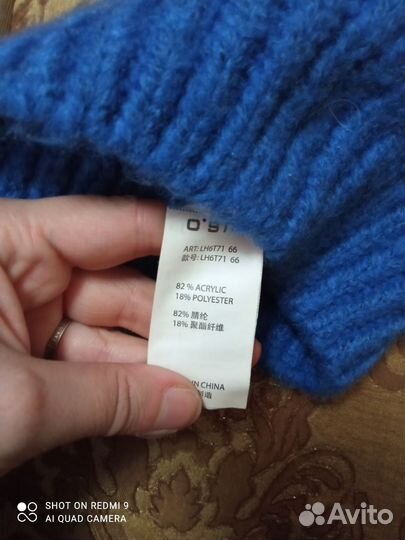 ART: LH6T71 66
款号: LH6T71 66
82 % ACRYLIC
18% POLYESTER
82% 腈纶
18% 聚酯纤维
IN CHINA
SHOT ON REDMI 9
AI QUAD CAMERA
Avito